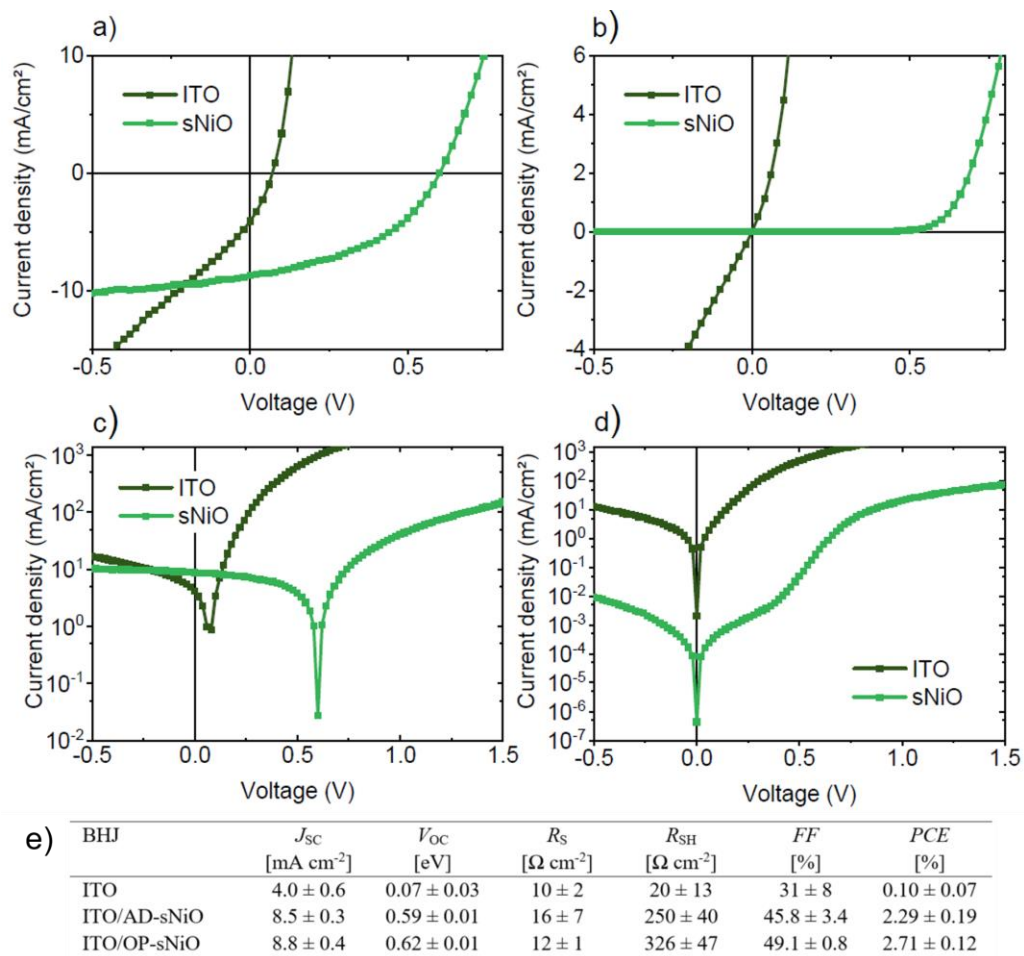 a)
10
0
-10
-0.5
0.0
0.5
Current density (mA/cm²)
Voltage (V)
ITO
sNiO
b)
6
4
2
0
-2
-4
-0.5
0.0
0.5
Current density (mA/cm²)
Voltage (V)
ITO
sNiO
c)
10³
10²
10¹
10⁰
10⁻¹
10⁻²
-0.5
0.0
0.5
1.0
1.5
Current density (mA/cm²)
Voltage (V)
ITO
sNiO
d)
10³
10²
10¹
10⁰
10⁻¹
10⁻²
10⁻³
10⁻⁴
10⁻⁵
10⁻⁶
10⁻⁷
-0.5
0.0
0.5
1.0
1.5
Current density (mA/cm²)
Voltage (V)
ITO
sNiO
e)
BHJ JSC VOC RS RSH FF PCE
[mA cm⁻²] [eV] [Ω cm⁻²] [Ω cm⁻²] [%] [%]
ITO 4.0 ± 0.6 0.07 ± 0.03 10 ± 2 20 ± 13 31 ± 8 0.10 ± 0.07
ITO/AD-sNiO 8.5 ± 0.3 0.59 ± 0.01 16 ± 7 250 ± 40 45.8 ± 3.4 2.29 ± 0.19
ITO/OP-sNiO 8.8 ± 0.4 0.62 ± 0.01 12 ± 1 326 ± 47 49.1 ± 0.8 2.71 ± 0.12